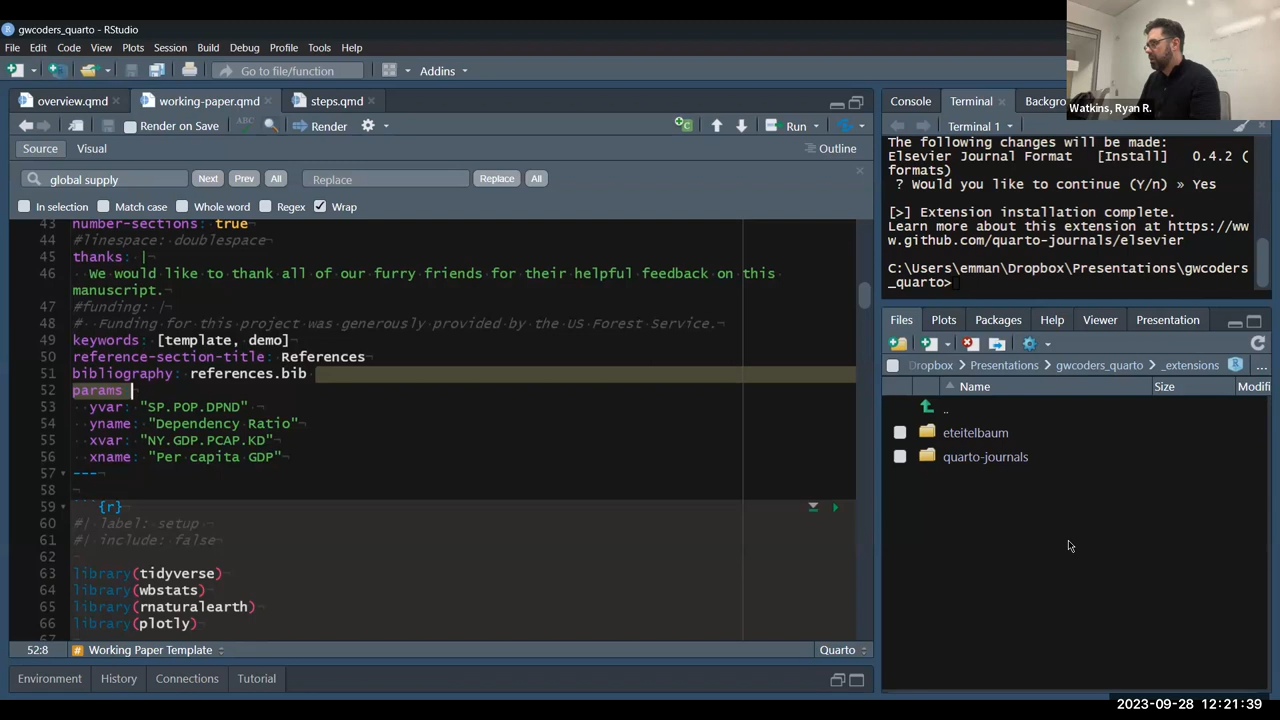 gwcoders_quarto - RStudio
File Edit Code View Plots Session Build Debug Profile Tools Help
Go to file/function Addins
overview.qmd working-paper.qmd steps.qmd
Render on Save ABC Render Run
Source Visual Outline
global supply Next Prev All Replace Replace All
In selection Match case Whole word Regex Wrap
43 number-sections: true
44 #linespace: doublespace
45 thanks: |
46 We would like to thank all of our furry friends for their helpful feedback on this
manuscript.
47 #funding: |
48 # Funding for this project was generously provided by the US Forest Service.
49 keywords: [template, demo]
50 reference-section-title: References
51 bibliography: references.bib
52 params
53 yvar: "SP.POP.DPND"
54 yname: "Dependency Ratio"
55 xvar: "NY.GDP.PCAP.KD"
56 xname: "Per capita GDP"
57 ---
58
59 ```{r}
60 #| label: setup
61 #| include: false
62
63 library(tidyverse)
64 library(wbstats)
65 library(rnaturalearth)
66 library(plotly)
67
52:8 Working Paper Template Quarto
Environment History Connections Tutorial
Watkins, Ryan R.
Console Terminal Backgro
Terminal 1
The following changes will be made:
Elsevier Journal Format [Install] 0.4.2 (
formats)
? Would you like to continue (Y/n) » Yes
[>] Extension installation complete.
Learn more about this extension at https://ww
w.github.com/quarto-journals/elsevier
C:\Users\emman\Dropbox\Presentations\gwcoders
_quarto>
Files Plots Packages Help Viewer Presentation
Dropbox Presentations gwcoders_quarto _extensions ...
Name Size Modifi
..
eteitelbaum
quarto-journals
2023-09-28 12:21:39